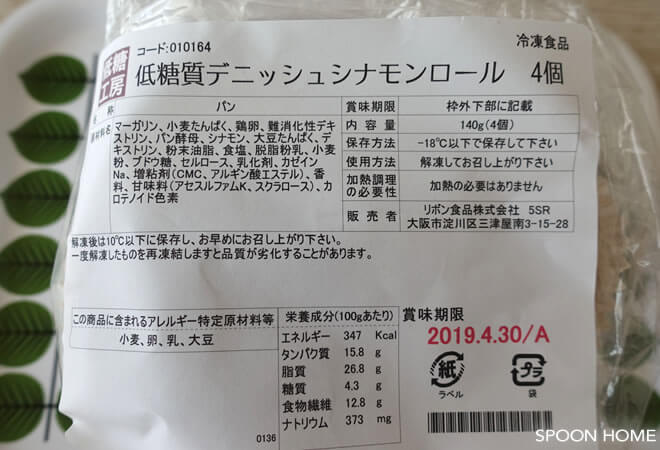 低糖
工房
コード:010164
冷凍食品
低糖質デニッシュシナモンロール 4個
称
パン
マーガリン、小麦たんぱく、鶏卵、難消化性デキ
ストリン、パン酵母、シナモン、大豆たんぱく、デ
キストリン、粉末油脂、食塩、脱脂粉乳、小麦
粉、ブドウ糖、セルロース、乳化剤、カゼイン
Na、増粘剤(CMC、アルギン酸エステル)、香
料、甘味料(アセスルファムK、スクラロース)、カ
ロテノイド色素
賞味期限 枠外下部に記載
内容量 140g(4個)
保存方法 -18℃以下で保存して下さい
使用方法 解凍してお召し上がり下さい
加熱調理
の必要性
加熱の必要はありません
販売者
リボン食品株式会社 5SR
大阪市淀川区三津屋南3-15-28
解凍後は10℃以下に保存し、お早めにお召し上がり下さい。
一度解凍したものを再凍結しますと品質が劣化することがあります。
この商品に含まれるアレルギー特定原材料等
小麦、卵、乳、大豆
栄養成分(100gあたり)
エネルギー 347 Kcal
タンパク質 15.8 g
脂質 26.8 g
糖質 4.3 g
食物繊維 12.8 g
ナトリウム 373 mg
賞味期限
2019.4.30/A
紙
ラベル
プラ
袋
0136
SPOON HOME